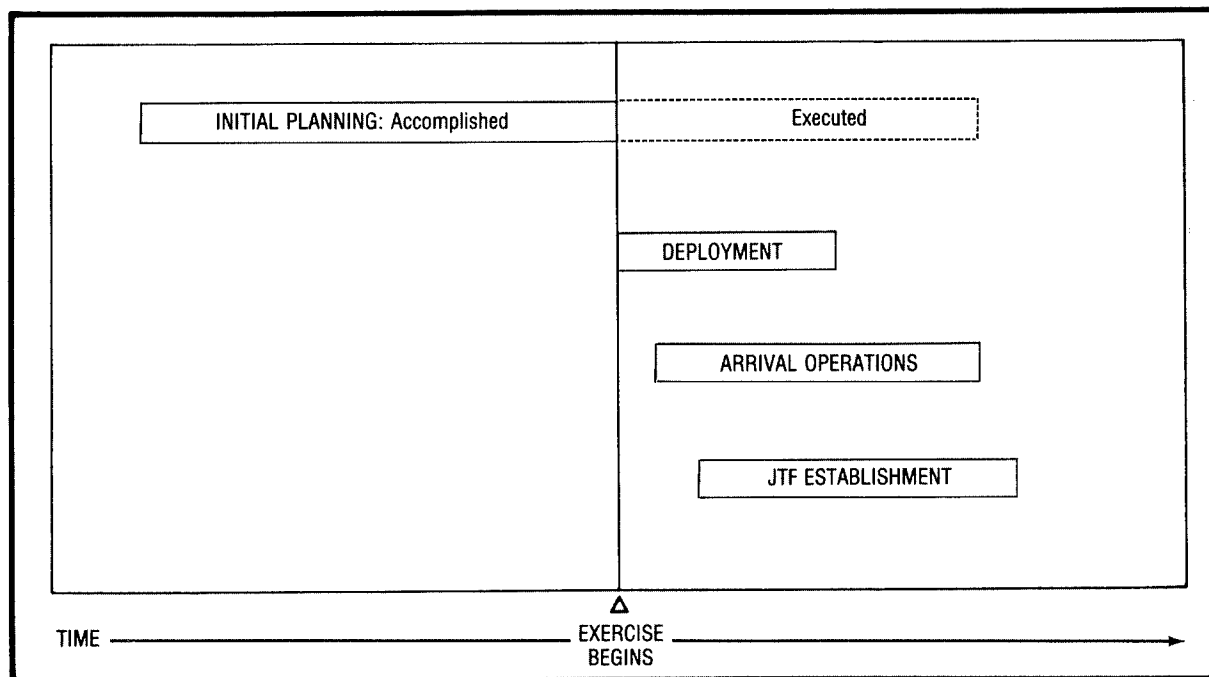 INITIAL PLANNING: Accomplished Executed
DEPLOYMENT
ARRIVAL OPERATIONS
JTF ESTABLISHMENT
TIME
EXERCISE
BEGINS